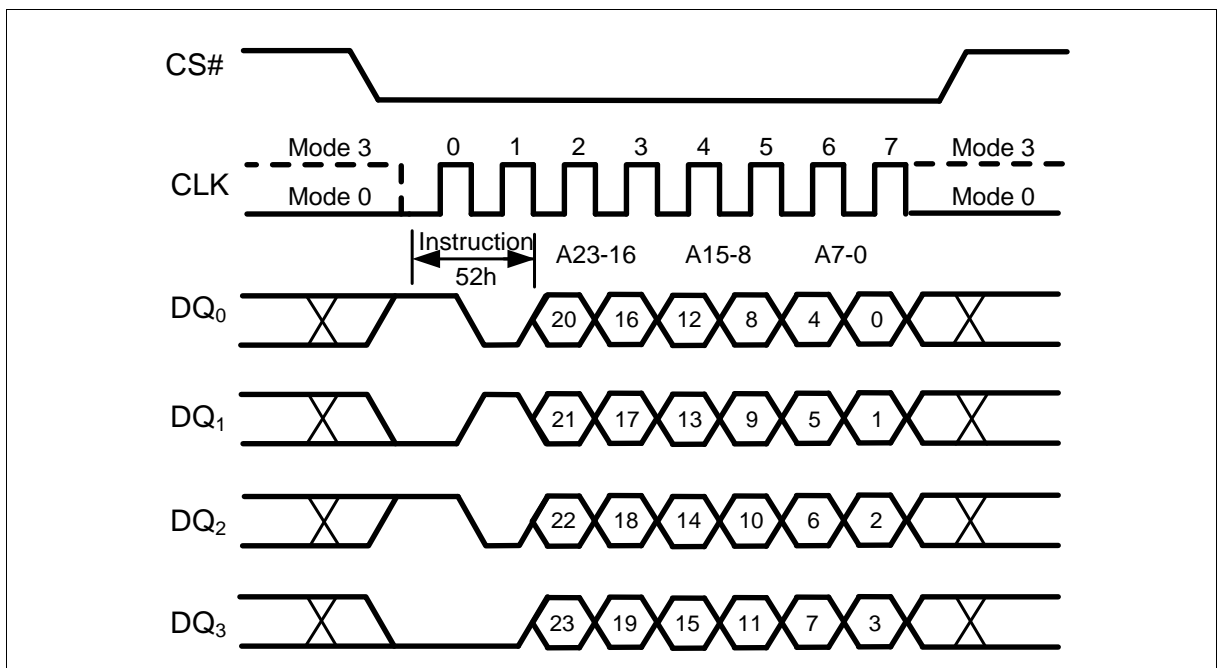 CS#
Mode 3 0 1 2 3 4 5 6 7 Mode 3
CLK
Mode 0 Mode 0
Instruction
52h
A23-16 A15-8 A7-0
DQ0 20 16 12 8 4 0
DQ1 21 17 13 9 5 1
DQ2 22 18 14 10 6 2
DQ3 23 19 15 11 7 3